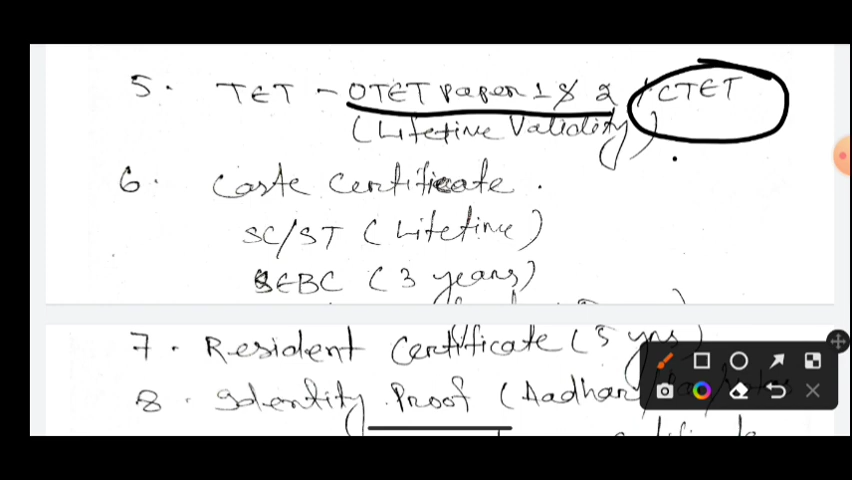 5. TET - OTET Paper 1 & 2 / CTET
(Lifetime Validity)
6. Caste Certificate.
SC/ST (Lifetime)
SEBC (3 years)
7. Resident Certificate (5 yrs)
8. Identity Proof (Aadhar/